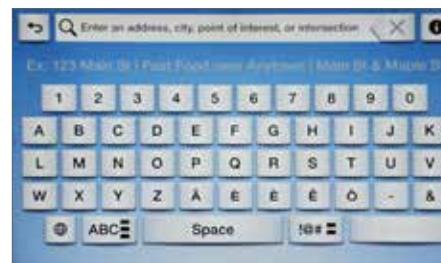 Enter an address, city, point of interest, or intersection X i
Ex: 123 Main St | Fast Food near Anytown | Main St & Maple
1 2 3 4 5 6 7 8 9 0
A B C D E F G H I J K
L M N O P Q R S T U V
W X Y Z Â È É Ê Ô - &
ABC Space !@#